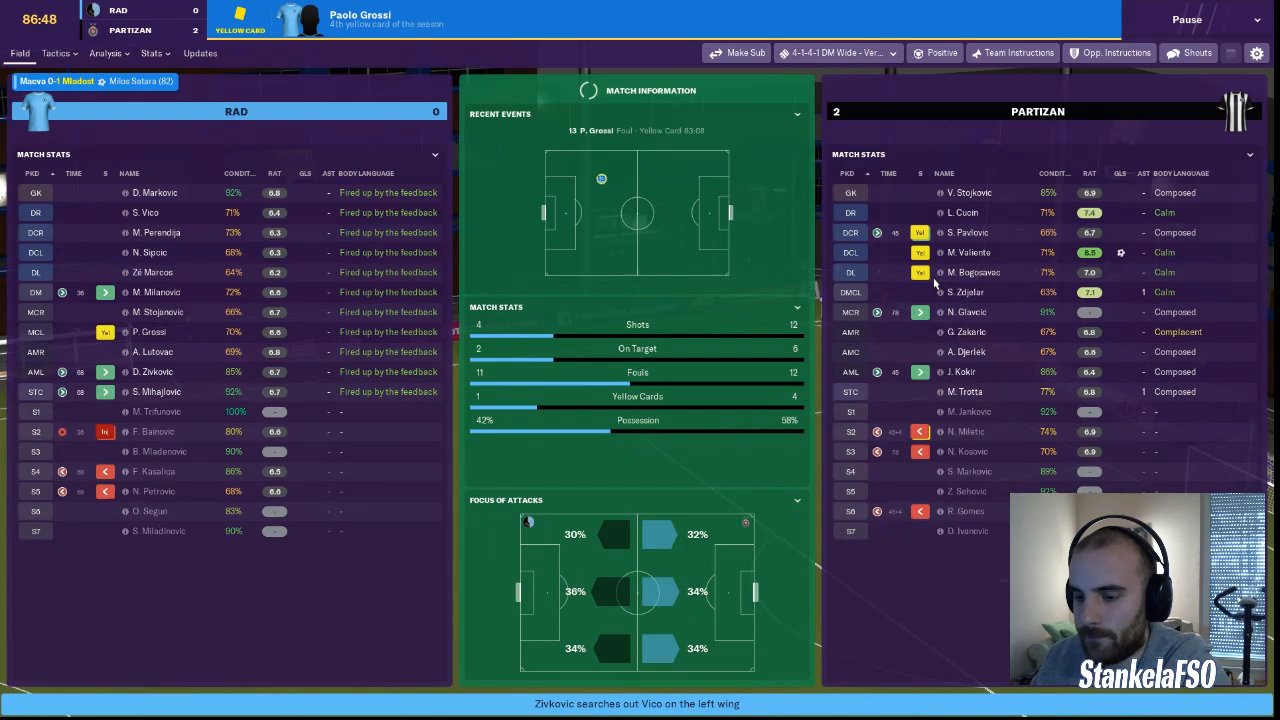 86:48
RAD 0
PARTIZAN 2
YELLOW CARD
Paolo Grossi
4th yellow card of the season
Pause
Field Tactics Analysis Stats Updates
Make Sub 4-1-4-1 DM Wide - Ver... Positive Team Instructions Opp. Instructions Shouts
Macva 0-1 Mladost Milos Satara (82)
RAD 0
MATCH STATS
PKD TIME S NAME CONDIT... RAT GLS AST BODY LANGUAGE
GK D. Markovic 92% 6.8 - Fired up by the feedback
DR S. Vico 71% 6.4 - Fired up by the feedback
DCR M. Perendija 73% 6.3 - Fired up by the feedback
DCL N. Sipcic 68% 6.3 - Fired up by the feedback
DL Zé Marcos 64% 6.2 - Fired up by the feedback
DM 36 M. Milanovic 72% 6.6 - Fired up by the feedback
MCR M. Stojanovic 66% 6.7 - Fired up by the feedback
MCL Yel P. Grossi 70% 6.6 - Fired up by the feedback
AMR A. Lutovac 69% 6.8 - Fired up by the feedback
AML 68 D. Zivkovic 85% 6.7 - Fired up by the feedback
STC 68 S. Mihajlovic 92% 6.7 - Fired up by the feedback
S1 M. Trifunovic 100% - - -
S2 36 Inj F. Bainovic 80% 6.6 - -
S3 B. Mladenovic 90% - - -
S4 68 F. Kasalica 86% 6.5 - -
S5 68 N. Petrovic 68% 6.6 - -
S6 O. Segun 83% - - -
S7 S. Miladinovic 90% - - -
MATCH INFORMATION
RECENT EVENTS
13 P. Grossi Foul - Yellow Card 83:08
13
MATCH STATS
4 Shots 12
2 On Target 6
11 Fouls 12
1 Yellow Cards 4
42% Possession 58%
FOCUS OF ATTACKS
30% 32%
36% 34%
34% 34%
2 PARTIZAN
MATCH STATS
PKD TIME S NAME CONDIT... RAT GLS AST BODY LANGUAGE
GK V. Stojkovic 85% 6.9 - Composed
DR L. Cucin 71% 7.4 - Calm
DCR 46 Yel S. Pavlovic 66% 6.7 - Composed
DCL Yel M. Valiente 71% 8.5 - Calm
DL Yel M. Bogosavac 71% 7.0 - Calm
DMCL S. Zdjelar 63% 7.1 1 Calm
MCR 78 N. Glavcic 91% - - Composed
AMR G. Zakaric 67% 6.8 - Complacent
AMC A. Djerlek 67% 6.6 - Composed
AML 46 J. Kokir 86% 6.4 - Composed
STC M. Trotta 77% 6.8 1 Composed
S1 M. Jankovic 92% - - -
S2 45+4 N. Miletic 74% 6.9 - -
S3 78 N. Kosovic 70% 6.9 - -
S4 S. Markovic 89% - - -
S5 Z. Sehovic
S6 45+4 R. Gomes
S7 D. Ivanovic
StankelaFSO
Zivkovic searches out Vico on the left wing